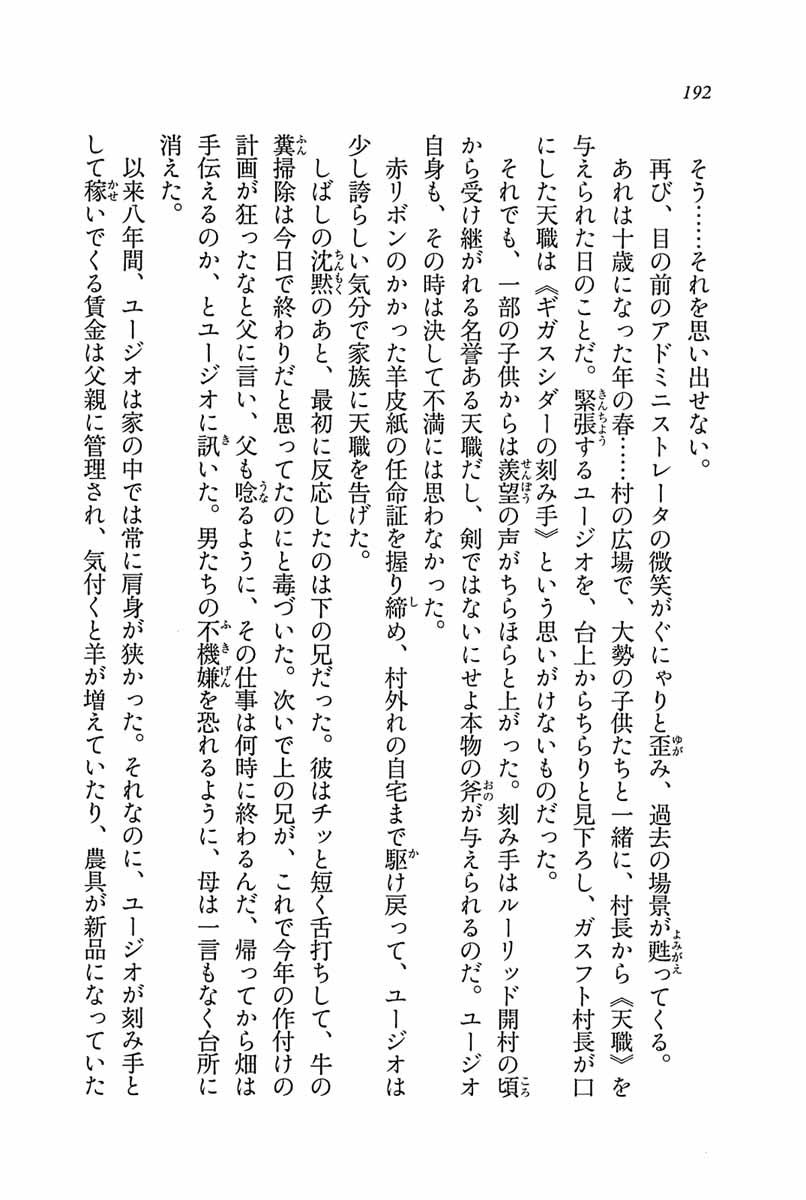 192
そう……それを思い出せない。
再び、目の前のアドミニストレータの微笑がぐにゃりと歪み、過去の場景が甦ってくる。
あれは十歳になった年の春……村の広場で、大勢の子供たちと一緒に、村長から《天職》を
与えられた日のことだ。緊張するユージオを、台上からちらりと見下ろし、ガスフト村長が口
にした天職は《ギガスシダーの刻み手》という思いがけないものだった。
それでも、一部の子供からは羨望の声がちらほらと上がった。刻み手はルーリッド開村の頃
から受け継がれる名誉ある天職だし、剣ではないにせよ本物の斧が与えられるのだ。ユージオ
自身も、その時は決して不満には思わなかった。
赤リボンのかかった羊皮紙の任命証を握り締め、村外れの自宅まで駆け戻って、ユージオは
少し誇らしい気分で家族に天職を告げた。
しばしの沈黙のあと、最初に反応したのは下の兄だった。彼はチッと短く舌打ちして、牛の
糞掃除は今日で終わりだと思ってたのにと毒づいた。次いで上の兄が、これで今年の作付けの
計画が狂ったなと父に言い、父も唸るように、その仕事は何時に終わるんだ、帰ってから畑は
手伝えるのか、とユージオに訊いた。男たちの不機嫌を恐れるように、母は一言もなく台所に
消えた。
以来八年間、ユージオは家の中では常に肩身が狭かった。それなのに、ユージオが刻み手と
して稼いでくる賃金は父親に管理され、気付くと羊が増えていたり、農具が新品になっていた